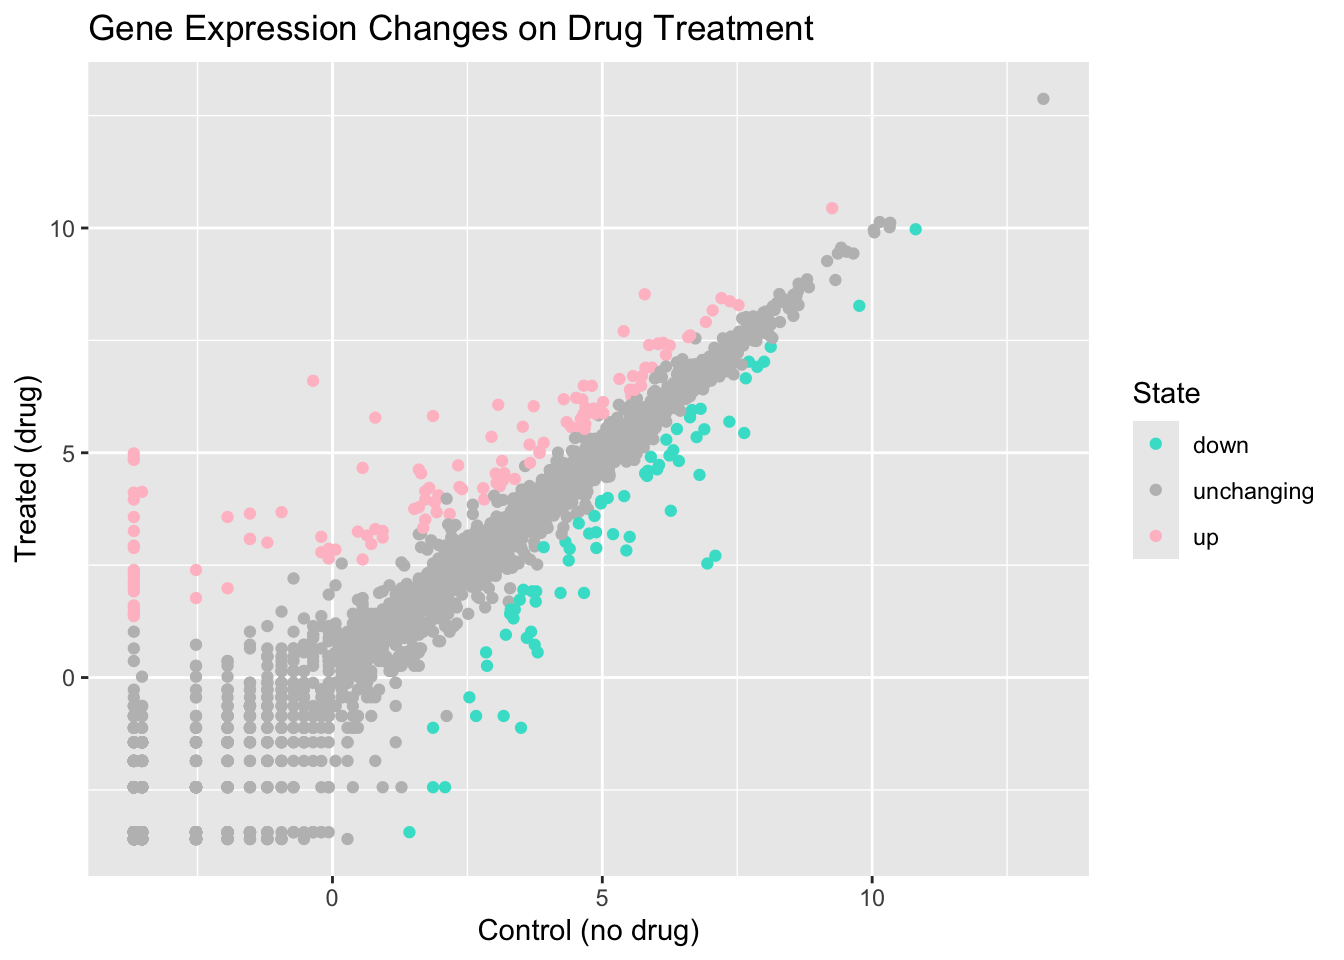 Gene Expression Changes on Drug Treatment
Treated (drug)
10
5
0
0
5
10
Control (no drug)
State
down
unchanging
up